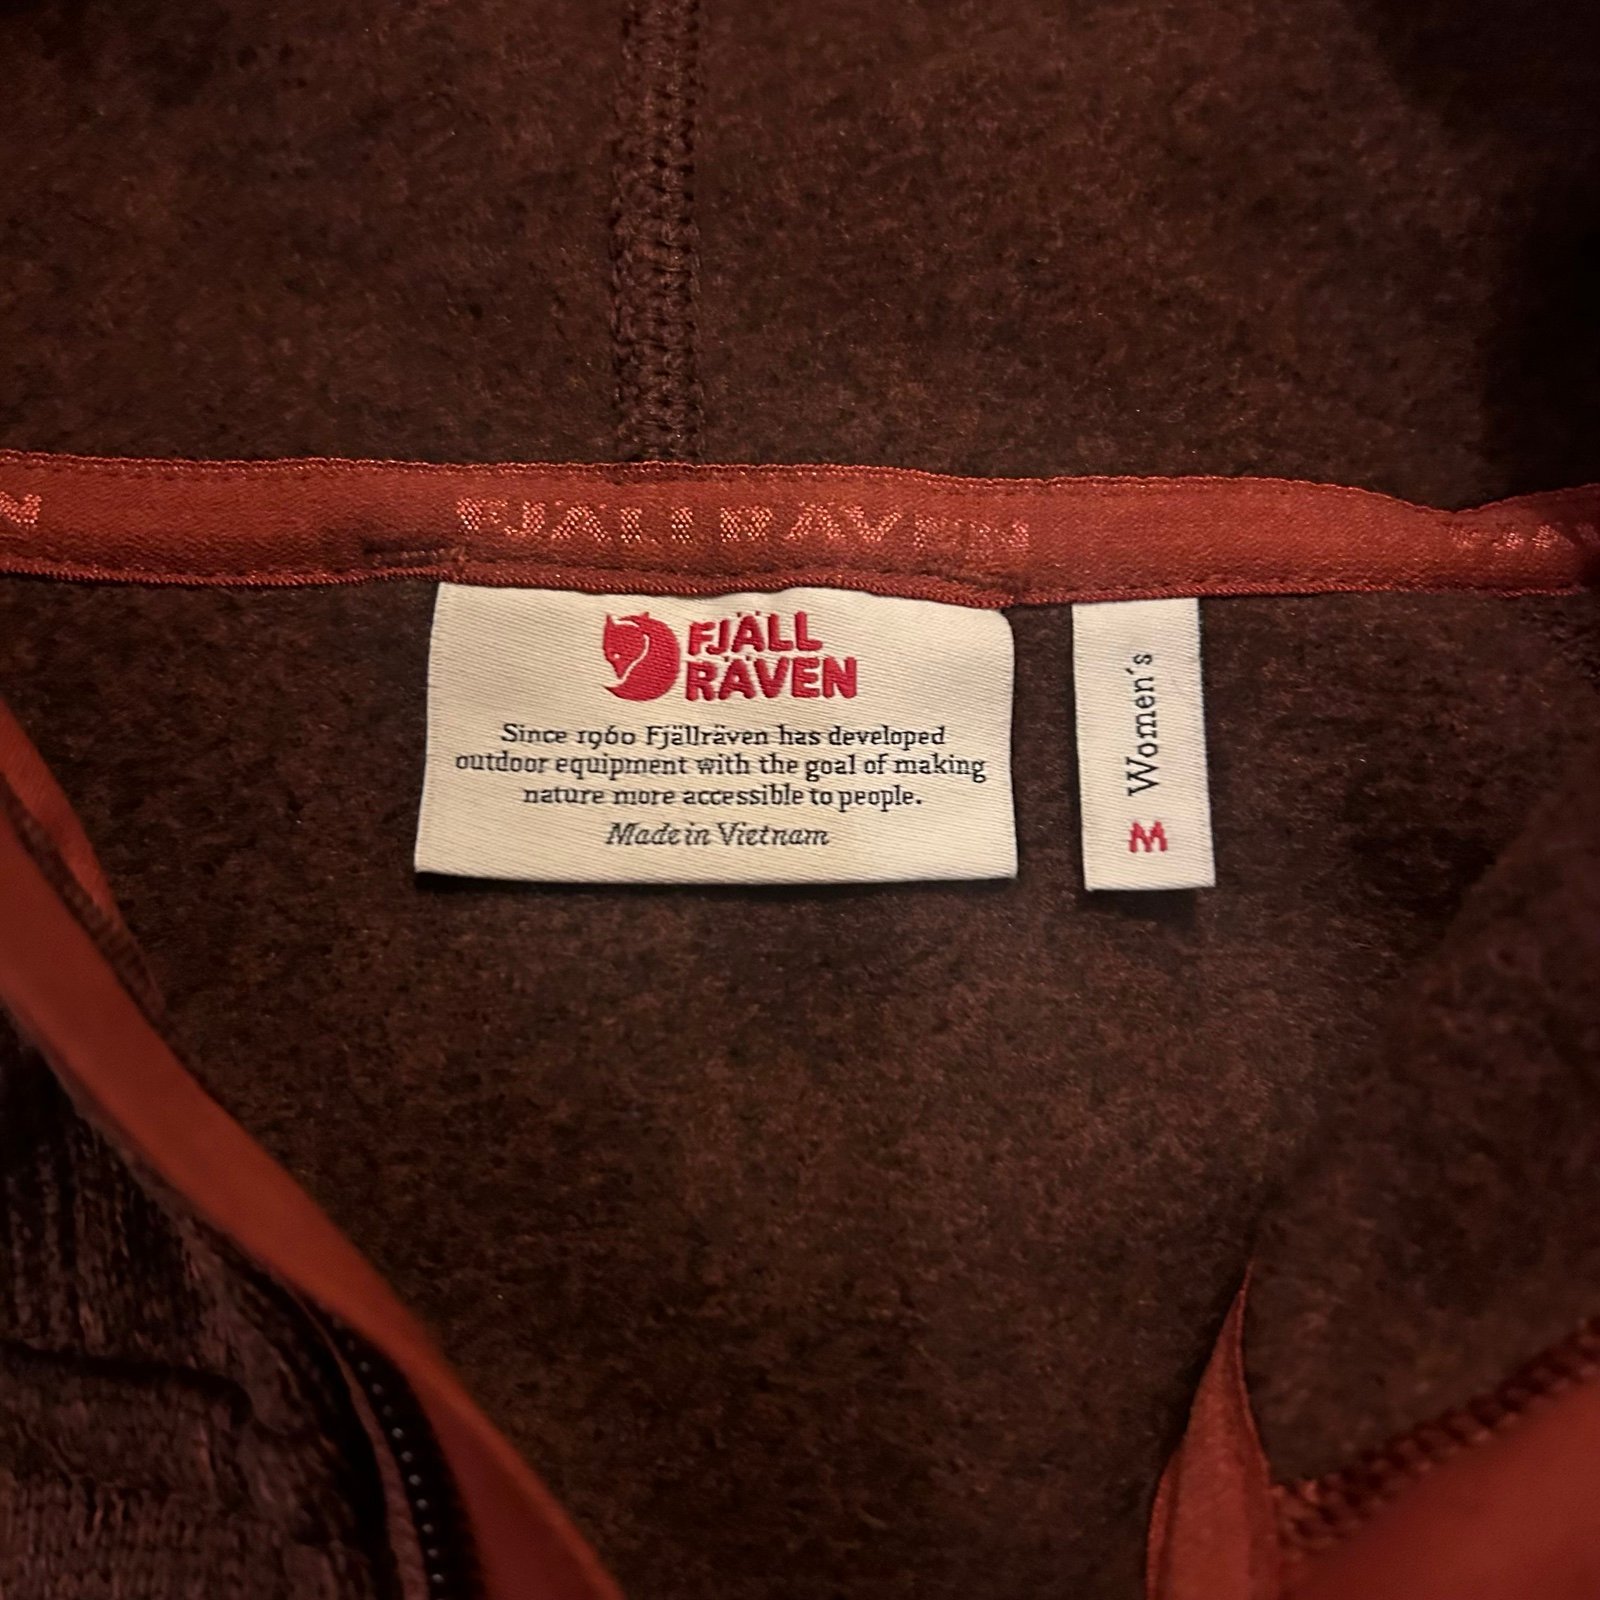 FJÄLLRÄVEN
FJÄLL
RÄVEN
Since 1960 Fjällräven has developed
outdoor equipment with the goal of making
nature more accessible to people.
Made in Vietnam
Women´s
M